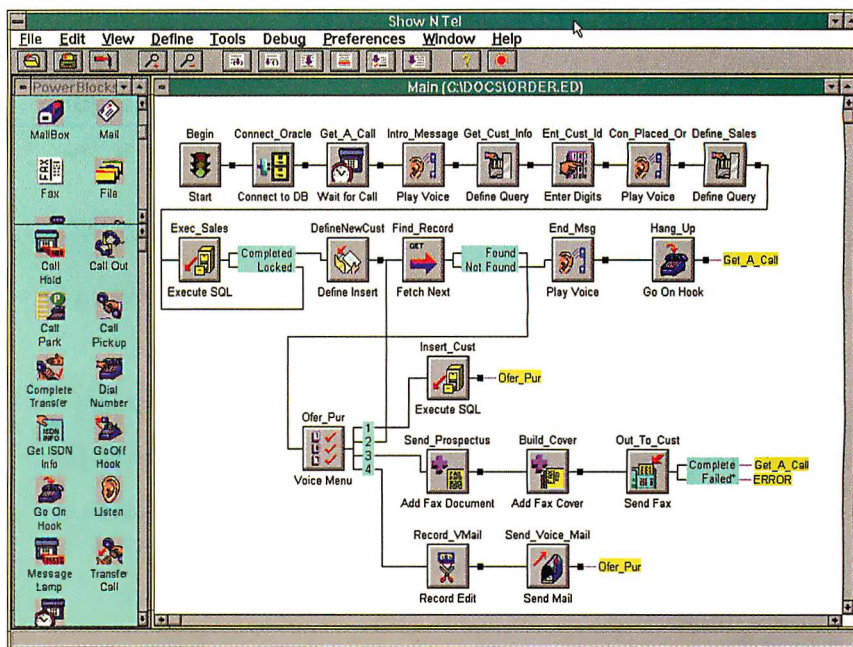 Show N Tel
File Edit View Define Tools Debug Preferences Window Help
PowerBlocks
Main (C:\DOCS\ORDER.ED)
MailBox Mail
Fax File
Call Hold
Call Out
Call Park
Call Pickup
Complete Transfer
Dial Number
ISDN INFO
Get ISDN Info
Go Off Hook
Go On Hook
Listen
Message Lamp
Transfer Call
Begin Connect_Oracle Get_A_Call Intro_Message Get_Cust_Info Ent_Cust_Id Con_Placed_Or Define_Sales
Start Connect to DB Wait for Call Play Voice Define Query Enter Digits Play Voice Define Query
Exec_Sales DefineNewCust Find_Record End_Msg Hang_Up
Completed
Locked
GET
Found
Not Found
Get_A_Call
Execute SQL Define Insert Fetch Next Play Voice Go On Hook
Insert_Cust
Ofer_Pur
Execute SQL
Ofer_Pur
1
2
3
4
Voice Menu
Send_Prospectus Build_Cover Out_To_Cust
Complete
Failed*
Get_A_Call
ERROR
Add Fax Document Add Fax Cover Send Fax
Record_VMail Send_Voice_Mail
Ofer_Pur
Record Edit Send Mail